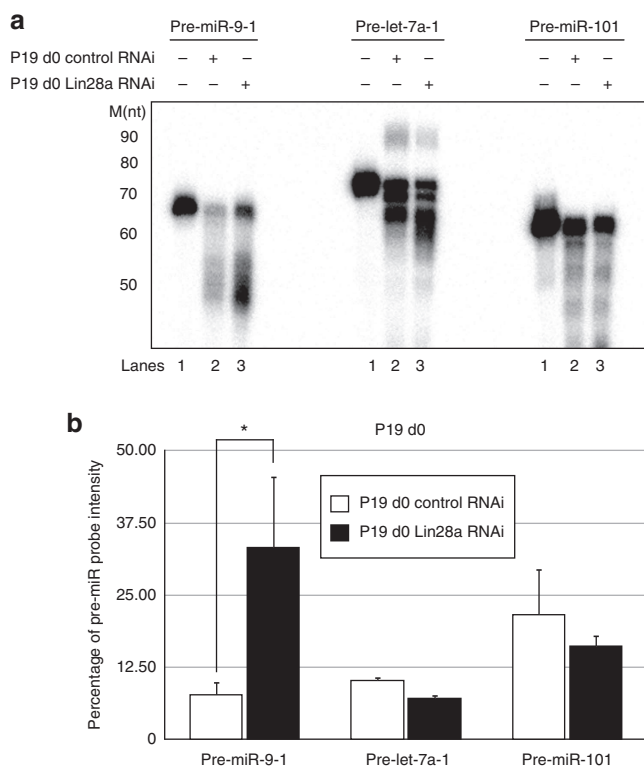 a
Pre-miR-9-1 Pre-let-7a-1 Pre-miR-101
P19 d0 control RNAi – + – – + – – + –
P19 d0 Lin28a RNAi – – + – – + – – +
M(nt)
90
80
70
60
50
Lanes 1 2 3 1 2 3 1 2 3
b
P19 d0
*
Percentage of pre-miR probe intensity
50.00
37.50
25.00
12.50
0
P19 d0 control RNAi
P19 d0 Lin28a RNAi
Pre-miR-9-1 Pre-let-7a-1 Pre-miR-101